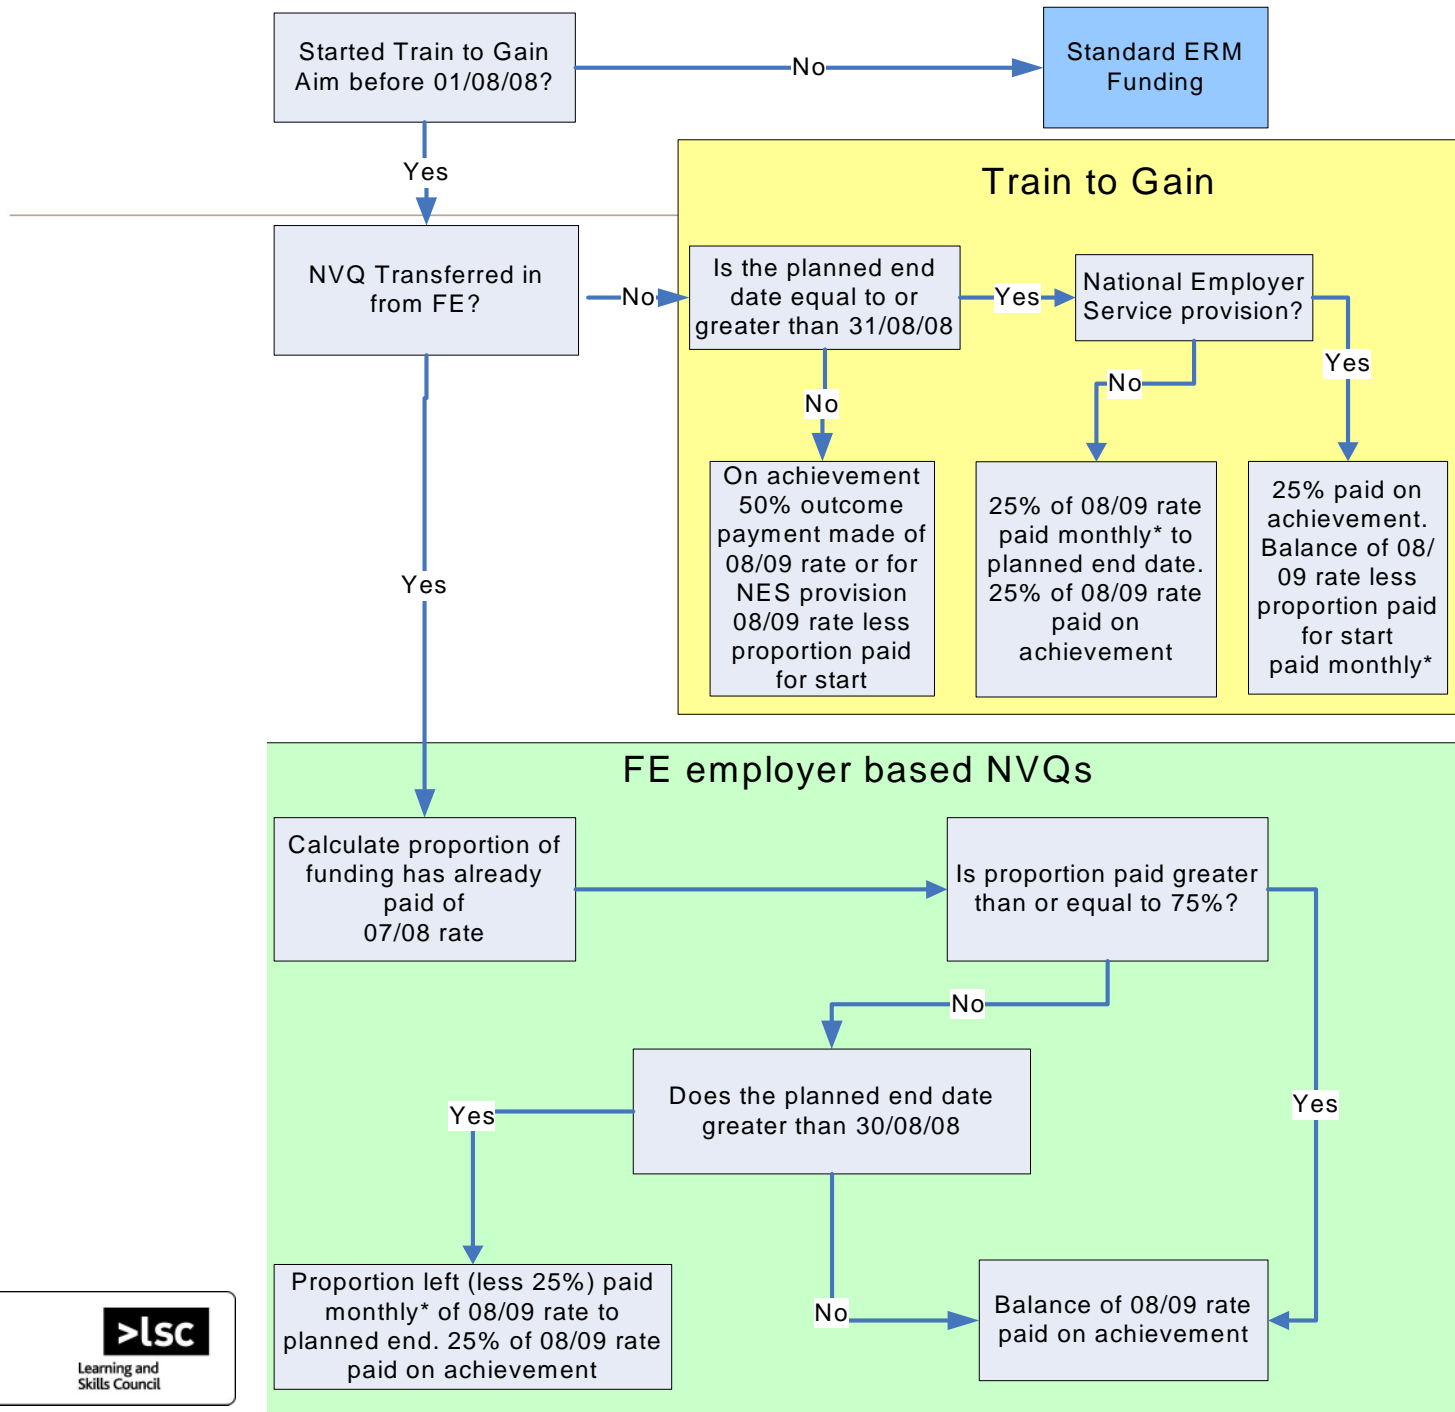 Started Train to Gain
Aim before 01/08/08?
No
Standard ERM
Funding
Yes
Train to Gain
NVQ Transferred in
from FE?
No
Is the planned end
date equal to or
greater than 31/08/08
Yes
National Employer
Service provision?
No
No
Yes
On achievement
50% outcome
payment made of
08/09 rate or for
NES provision
08/09 rate less
proportion paid
for start
25% of 08/09 rate
paid monthly* to
planned end date.
25% of 08/09 rate
paid on
achievement
25% paid on
achievement.
Balance of 08/
09 rate less
proportion paid
for start
paid monthly*
Yes
FE employer based NVQs
Calculate proportion of
funding has already
paid of
07/08 rate
Is proportion paid greater
than or equal to 75%?
No
Yes
Does the planned end date
greater than 30/08/08
Yes
No
Proportion left (less 25%) paid
monthly* of 08/09 rate to
planned end. 25% of 08/09 rate
paid on achievement
Balance of 08/09 rate
paid on achievement
>lsc
Learning and
Skills Council